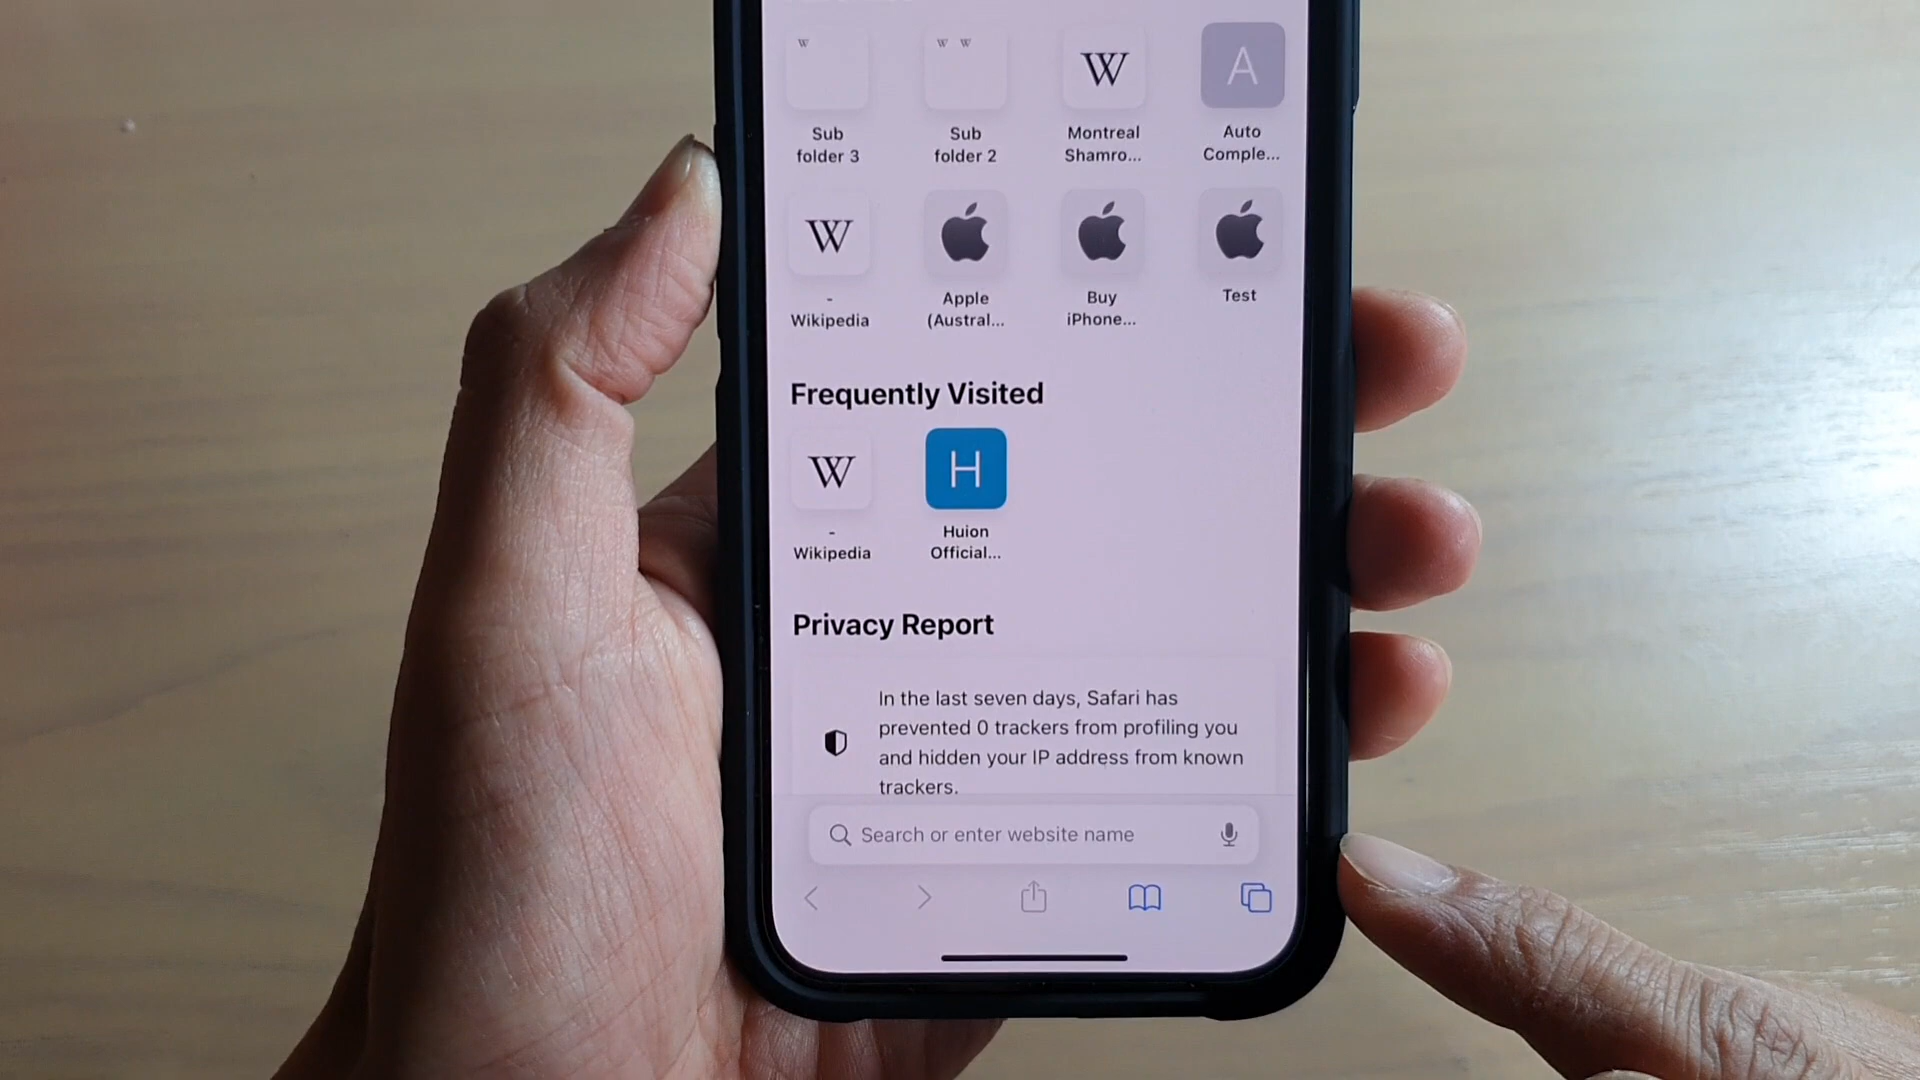 W
W W
W
A
Sub
folder 3
Sub
folder 2
Montreal
Shamro...
Auto
Comple...
W
-
Wikipedia
Apple
(Austral...
Buy
iPhone...
Test
Frequently Visited
W
H
-
Wikipedia
Huion
Official...
Privacy Report
In the last seven days, Safari has
prevented 0 trackers from profiling you
and hidden your IP address from known
trackers.
Search or enter website name